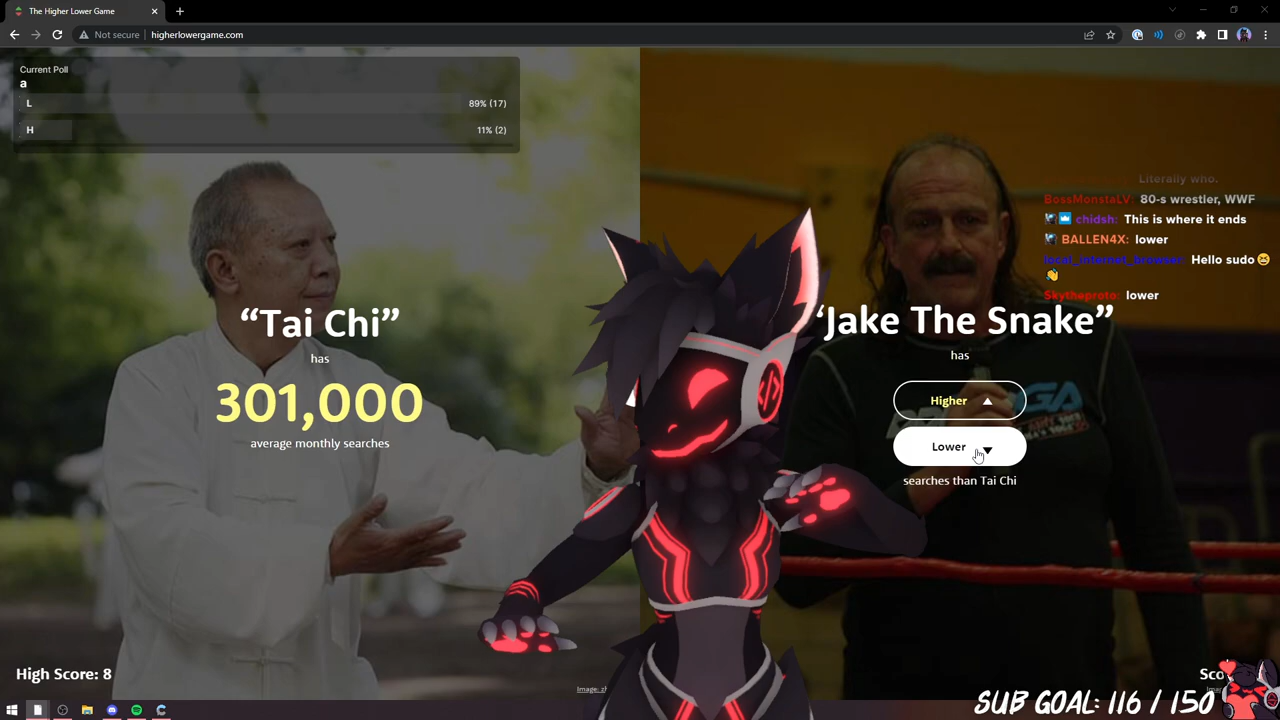 The Higher Lower Game
Not secure
higherlowergame.com
Current Poll
a
L 89% (17)
H 11% (2)
Literally who.
BossMonstaLV: 80-s wrestler, WWF
chidsh: This is where it ends
BALLEN4X: lower
local_internet_browser: Hello sudo
Skytheproto: lower
“Tai Chi”
has
301,000
average monthly searches
‘Jake The Snake”
has
Higher
Lower
searches than Tai Chi
High Score: 8
Sco
SUB GOAL: 116 / 150